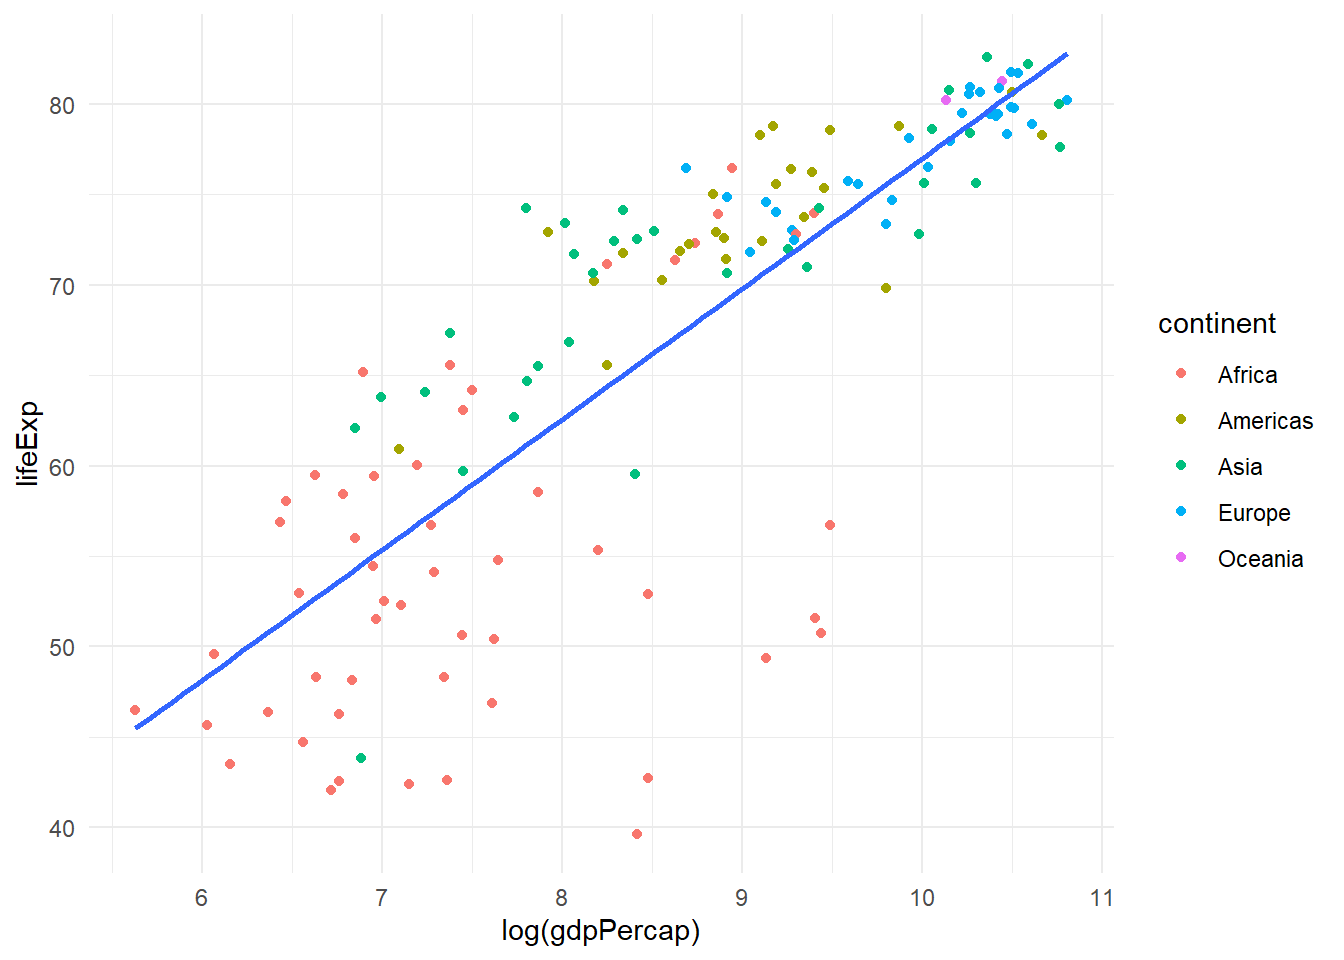 80
70
60
50
40
lifeExp
6 7 8 9 10 11
log(gdpPercap)
continent
Africa
Americas
Asia
Europe
Oceania